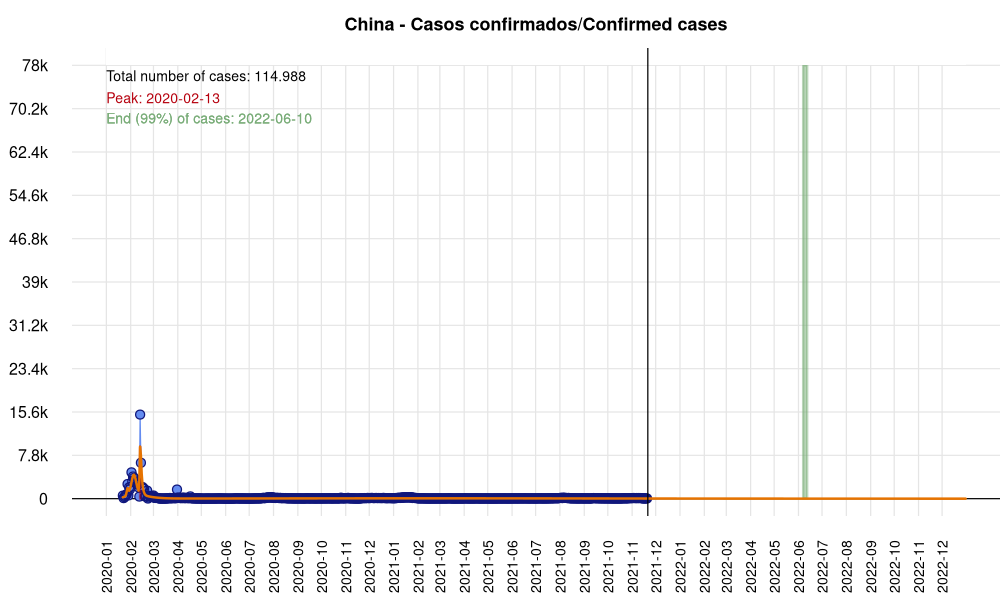 China - Casos confirmados/Confirmed cases
Total number of cases: 114.988
Peak: 2020-02-13
End (99%) of cases: 2022-06-10
78k
70.2k
62.4k
54.6k
46.8k
39k
31.2k
23.4k
15.6k
7.8k
0
2020-01
2020-02
2020-03
2020-04
2020-05
2020-06
2020-07
2020-08
2020-09
2020-10
2020-11
2020-12
2021-01
2021-02
2021-03
2021-04
2021-05
2021-06
2021-07
2021-08
2021-09
2021-10
2021-11
2021-12
2022-01
2022-02
2022-03
2022-04
2022-05
2022-06
2022-07
2022-08
2022-09
2022-10
2022-11
2022-12